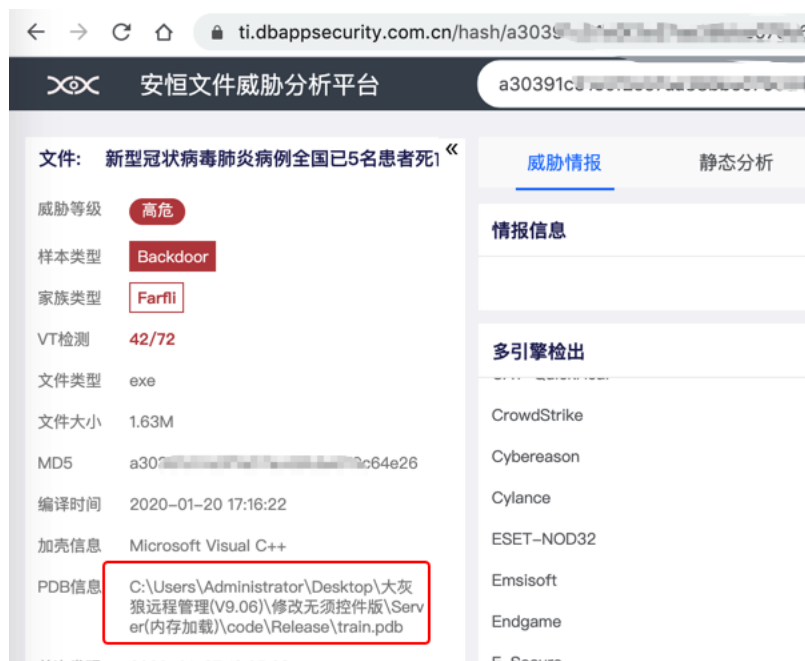 ti.dbappsecurity.com.cn/hash/a3039
安恒文件威胁分析平台
a30391c
文件: 新型冠状病毒肺炎病例全国已5名患者死 «
威胁情报 静态分析
威胁等级 高危
情报信息
样本类型 Backdoor
家族类型 Farfli
VT检测 42/72
多引擎检出
文件类型 exe
文件大小 1.63M
CrowdStrike
MD5 a30 c64e26
Cybereason
编译时间 2020-01-20 17:16:22
Cylance
加壳信息 Microsoft Visual C++
ESET-NOD32
PDB信息 C:\Users\Administrator\Desktop\大灰
狼远程管理(V9.06)\修改无须控件版\Serv
er(内存加载)\code\Release\train.pdb
Emsisoft
Endgame